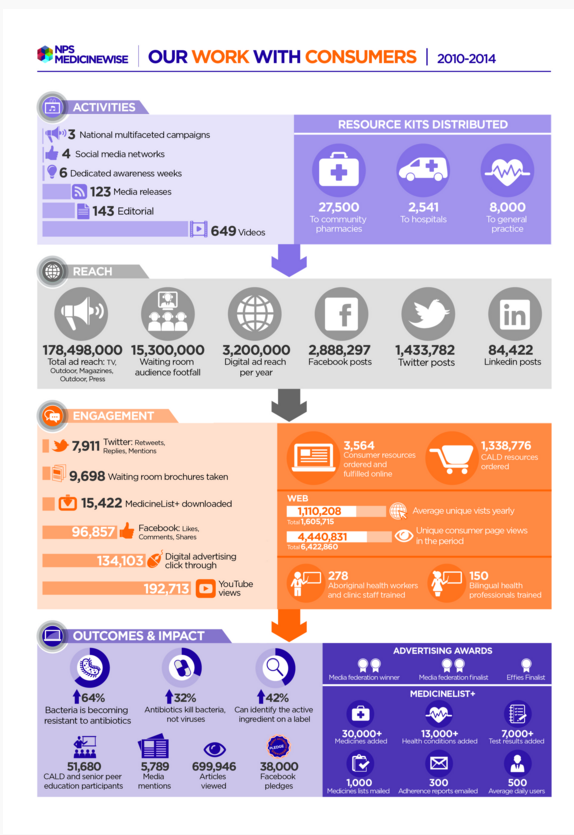 NPS
MEDICINEWISE
OUR WORK WITH CONSUMERS
2010-2014
ACTIVITIES
3 National multifaceted campaigns
4 Social media networks
6 Dedicated awareness weeks
123 Media releases
143 Editorial
649 Videos
RESOURCE KITS DISTRIBUTED
27,500
To community
pharmacies
2,541
To hospitals
8,000
To general
practice
REACH
178,498,000
Total ad reach: TV,
Outdoor, Magazines,
Outdoor, Press
15,300,000
Waiting room
audience footfall
3,200,000
Digital ad reach
per year
f
2,888,297
Facebook posts
1,433,782
Twitter posts
in
84,422
Linkedin posts
ENGAGEMENT
7,911 Twitter: Retweets,
Replies, Mentions
9,698 Waiting room brochures taken
15,422 MedicineList+ downloaded
96,857 Facebook: Likes,
Comments, Shares
134,103 Digital advertising
click through
192,713 YouTube
views
3,564
Consumer resources
ordered and
fulfilled online
1,338,776
CALD resources
ordered
WEB
1,110,208
Total 1,605,715
Average unique vists yearly
4,440,831
Total 6,422,860
Unique consumer page views
in the period
278
Aboriginal health workers
and clinic staff trained
150
Bilingual health
professionals trained
OUTCOMES & IMPACT
64%
Bacteria is becoming
resistant to antibiotics
32%
Antibiotics kill bacteria,
not viruses
42%
Can identify the active
ingredient on a label
51,680
CALD and senior peer
education participants
5,789
Media
mentions
699,946
Articles
viewed
PLEDGE
38,000
Facebook
pledges
ADVERTISING AWARDS
Media federation winner
Media federation finalist
Effies Finalist
MEDICINELIST+
30,000+
Medicines added
13,000+
Health conditions added
7,000+
Test results added
1,000
Medicines lists mailed
300
Adherence reports emailed
500
Average daily users